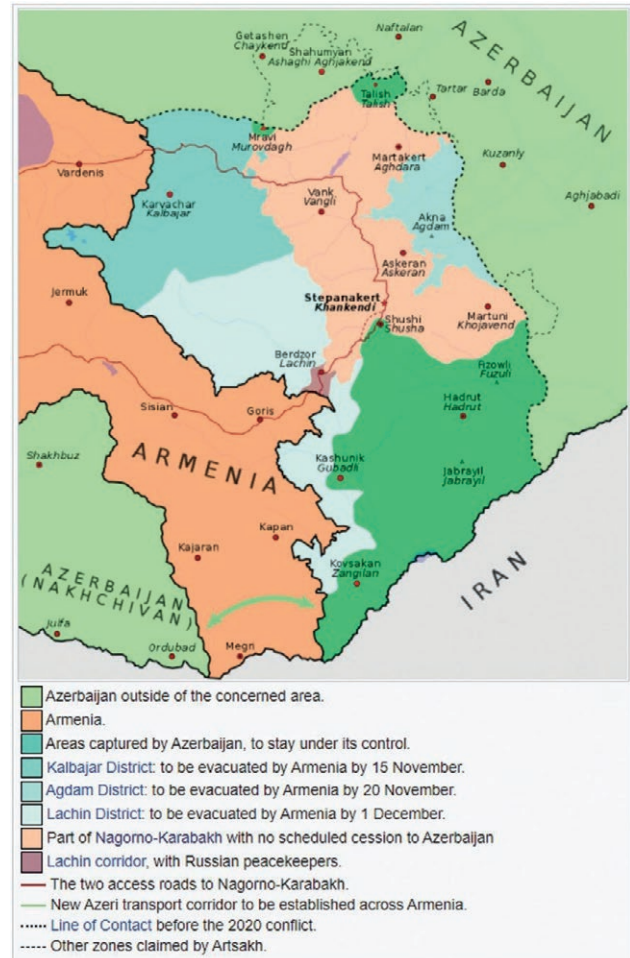 Getashen
Chaykend
Naftalan
Shahumyan
Ashaghi Aghjakend
AZERBAIJAN
Talish
Talish
Tartar
Barda
Mravi
Murovdagh
Martakert
Aghdara
Kuzanly
Vardenis
Karvachar
Kalbajar
Vank
Vangli
Akna
Agdam
Aghjabadi
Askeran
Askeran
Jermuk
Stepanakert
Khankendi
Shushi
Shusha
Martuni
Khojavend
Berdzor
Lachin
Fizowli
Fuzuli
Sisian
Goris
Hadrut
Hadrut
ARMENIA
Shakhbuz
Kashunik
Gubadli
Jabrayil
Jabrayil
Kapan
Kajaran
Kovsakan
Zangilan
IRAN
AZERBAIJAN
(NAKHCHIVAN)
Julfa
Ordubad
Megri
Azerbaijan outside of the concerned area.
Armenia.
Areas captured by Azerbaijan, to stay under its control.
Kalbajar District: to be evacuated by Armenia by 15 November.
Agdam District: to be evacuated by Armenia by 20 November.
Lachin District: to be evacuated by Armenia by 1 December.
Part of Nagorno-Karabakh with no scheduled cession to Azerbaijan
Lachin corridor, with Russian peacekeepers.
The two access roads to Nagorno-Karabakh.
New Azeri transport corridor to be established across Armenia.
Line of Contact before the 2020 conflict.
Other zones claimed by Artsakh.